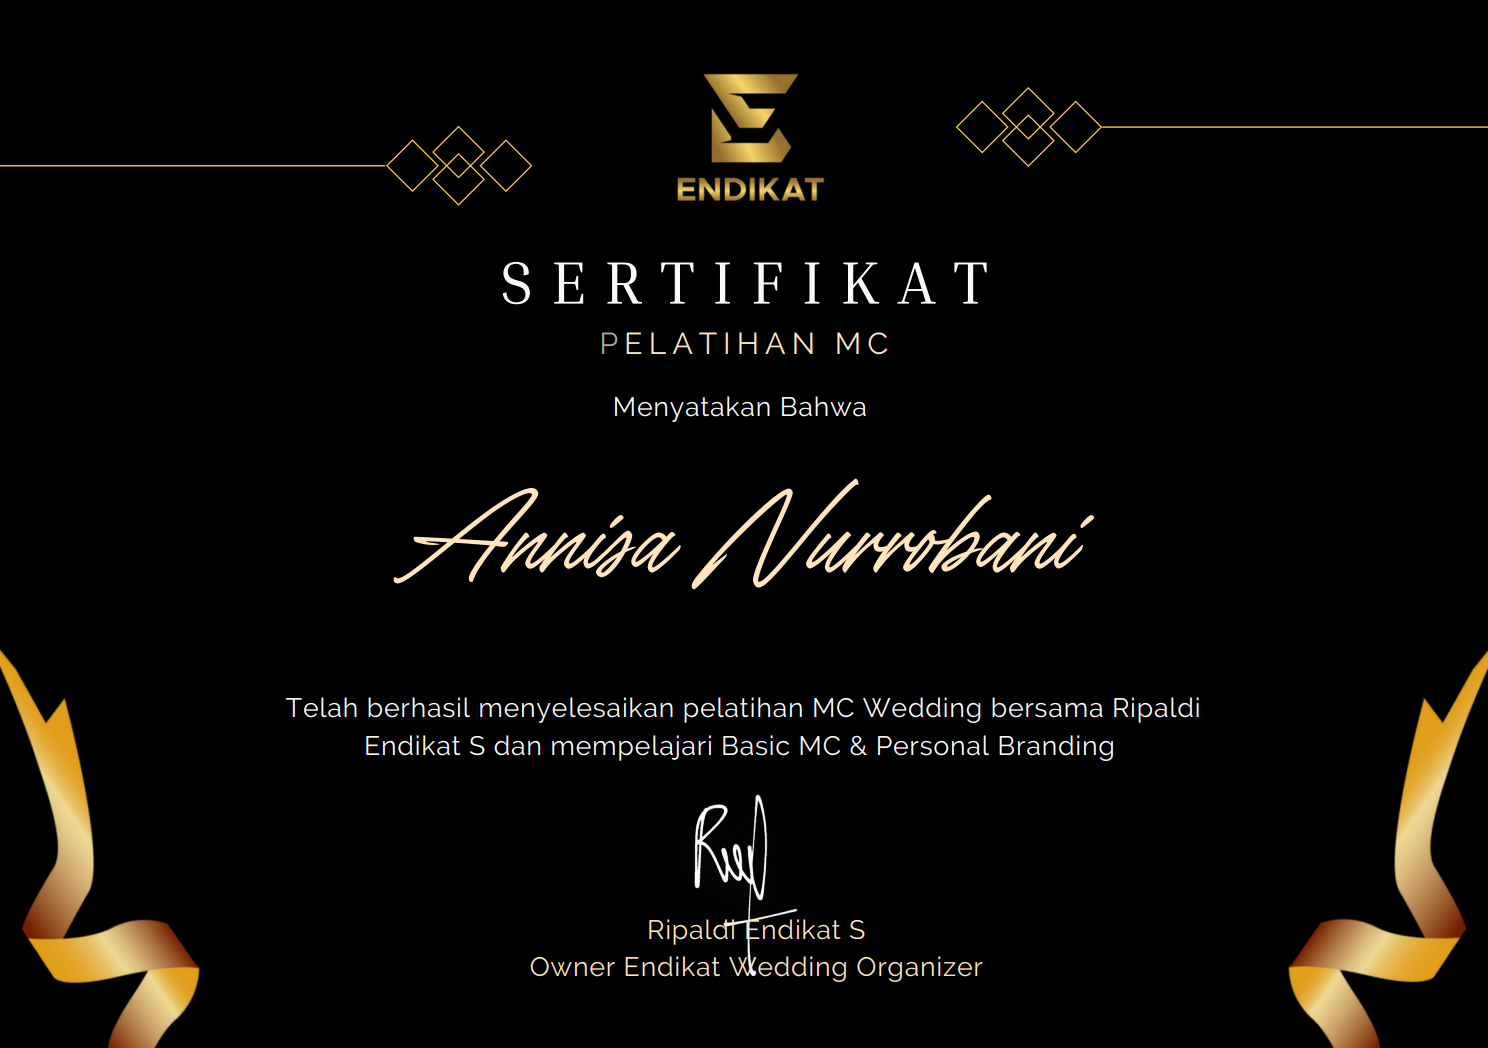 ENDIKAT
SERTIFIKAT
PELATIHAN MC
Menyatakan Bahwa
Annisa Nurrobani
Telah berhasil menyelesaikan pelatihan MC Wedding bersama Ripaldi
Endikat S dan mempelajari Basic MC & Personal Branding
Ripaldi Endikat S
Owner Endikat Wedding Organizer